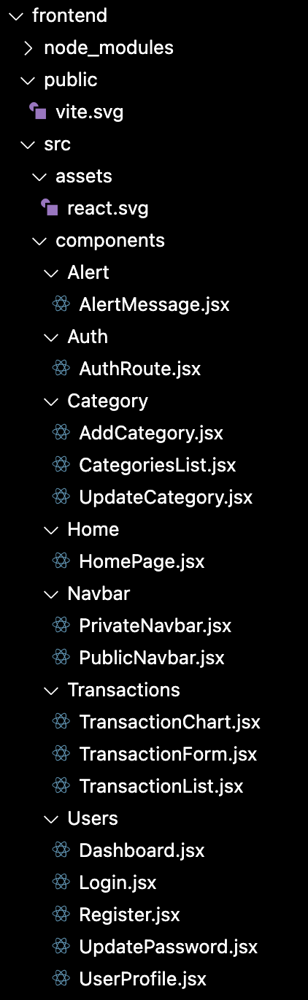 frontend
node_modules
public
vite.svg
src
assets
react.svg
components
Alert
AlertMessage.jsx
Auth
AuthRoute.jsx
Category
AddCategory.jsx
CategoriesList.jsx
UpdateCategory.jsx
Home
HomePage.jsx
Navbar
PrivateNavbar.jsx
PublicNavbar.jsx
Transactions
TransactionChart.jsx
TransactionForm.jsx
TransactionList.jsx
Users
Dashboard.jsx
Login.jsx
Register.jsx
UpdatePassword.jsx
UserProfile.jsx